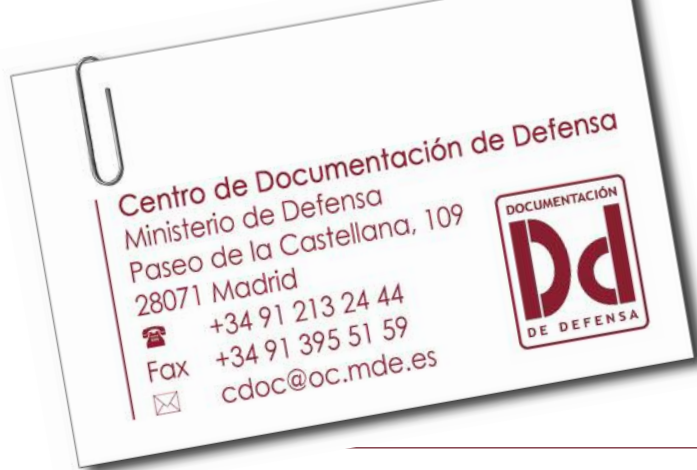 Centro de Documentación de Defensa
Ministerio de Defensa
Paseo de la Castellana, 109
28071 Madrid
☎ +34 91 213 24 44
Fax +34 91 395 51 59
✉ cdoc@oc.mde.es
DOCUMENTACIÓN
Dd
DE DEFENSA